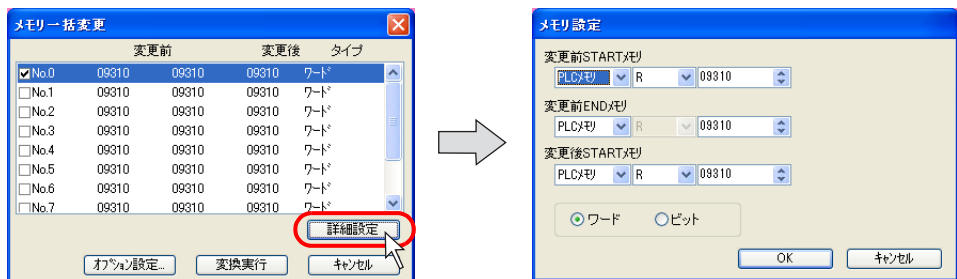 メモリ一括変更
変更前 変更後 タイプ
No.0 09310 09310 09310 ワード
No.1 09310 09310 09310 ワード
No.2 09310 09310 09310 ワード
No.3 09310 09310 09310 ワード
No.4 09310 09310 09310 ワード
No.5 09310 09310 09310 ワード
No.6 09310 09310 09310 ワード
No.7 09310 09310 09310 ワード
詳細設定
オプション設定... 変換実行 キャンセル
メモリ設定
変更前STARTメモリ
PLCメモリ R 09310
変更前ENDメモリ
PLCメモリ R 09310
変更後STARTメモリ
PLCメモリ R 09310
ワード ビット
OK キャンセル